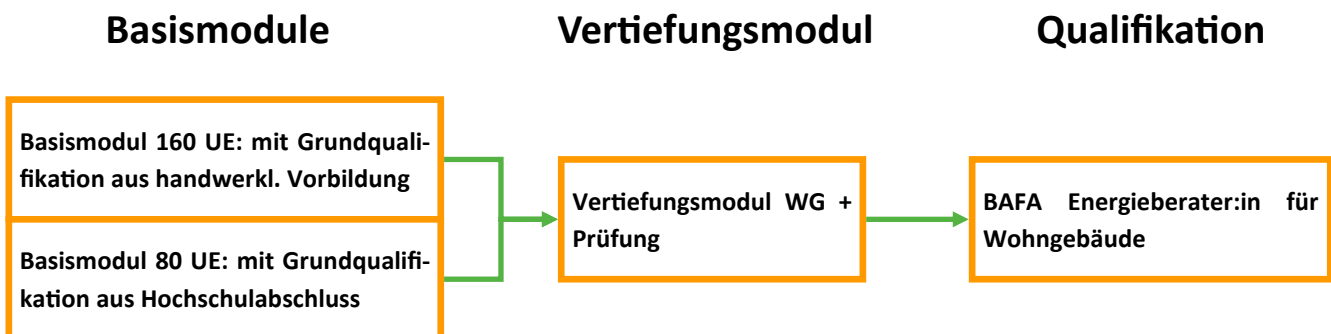 Basismodule
Vertiefungsmodul
Qualifikation
Basismodul 160 UE: mit Grundquali-
fikation aus handwerkl. Vorbildung
Basismodul 80 UE: mit Grundqualifi-
kation aus Hochschulabschluss
Vertiefungsmodul WG +
Prüfung
BAFA Energieberater:in für
Wohngebäude